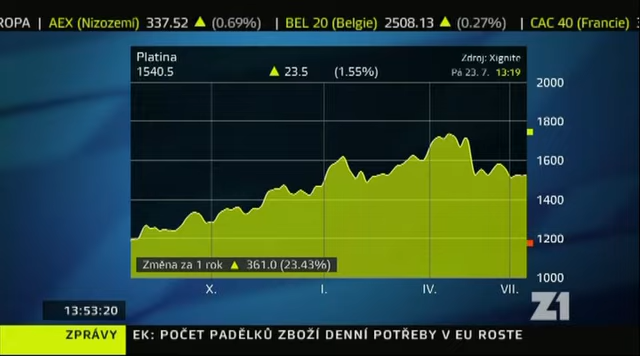 ROPA | AEX (Nizozemí) 337.52 ▲ (0.69%) | BEL 20 (Belgie) 2508.13 ▲ (0.27%) | CAC 40 (Francie)
Platina
Zdroj: Xignite
1540.5 ▲ 23.5 (1.55%)
Pá 23. 7. 13:19
2000
1800
1600
1400
1200
1000
Změna za 1 rok ▲ 361.0 (23.43%)
X. I. IV. VII.
13:53:20
Z1
ZPRÁVY
EK: POČET PADĚLKŮ ZBOŽÍ DENNÍ POTŘEBY V EU ROSTE